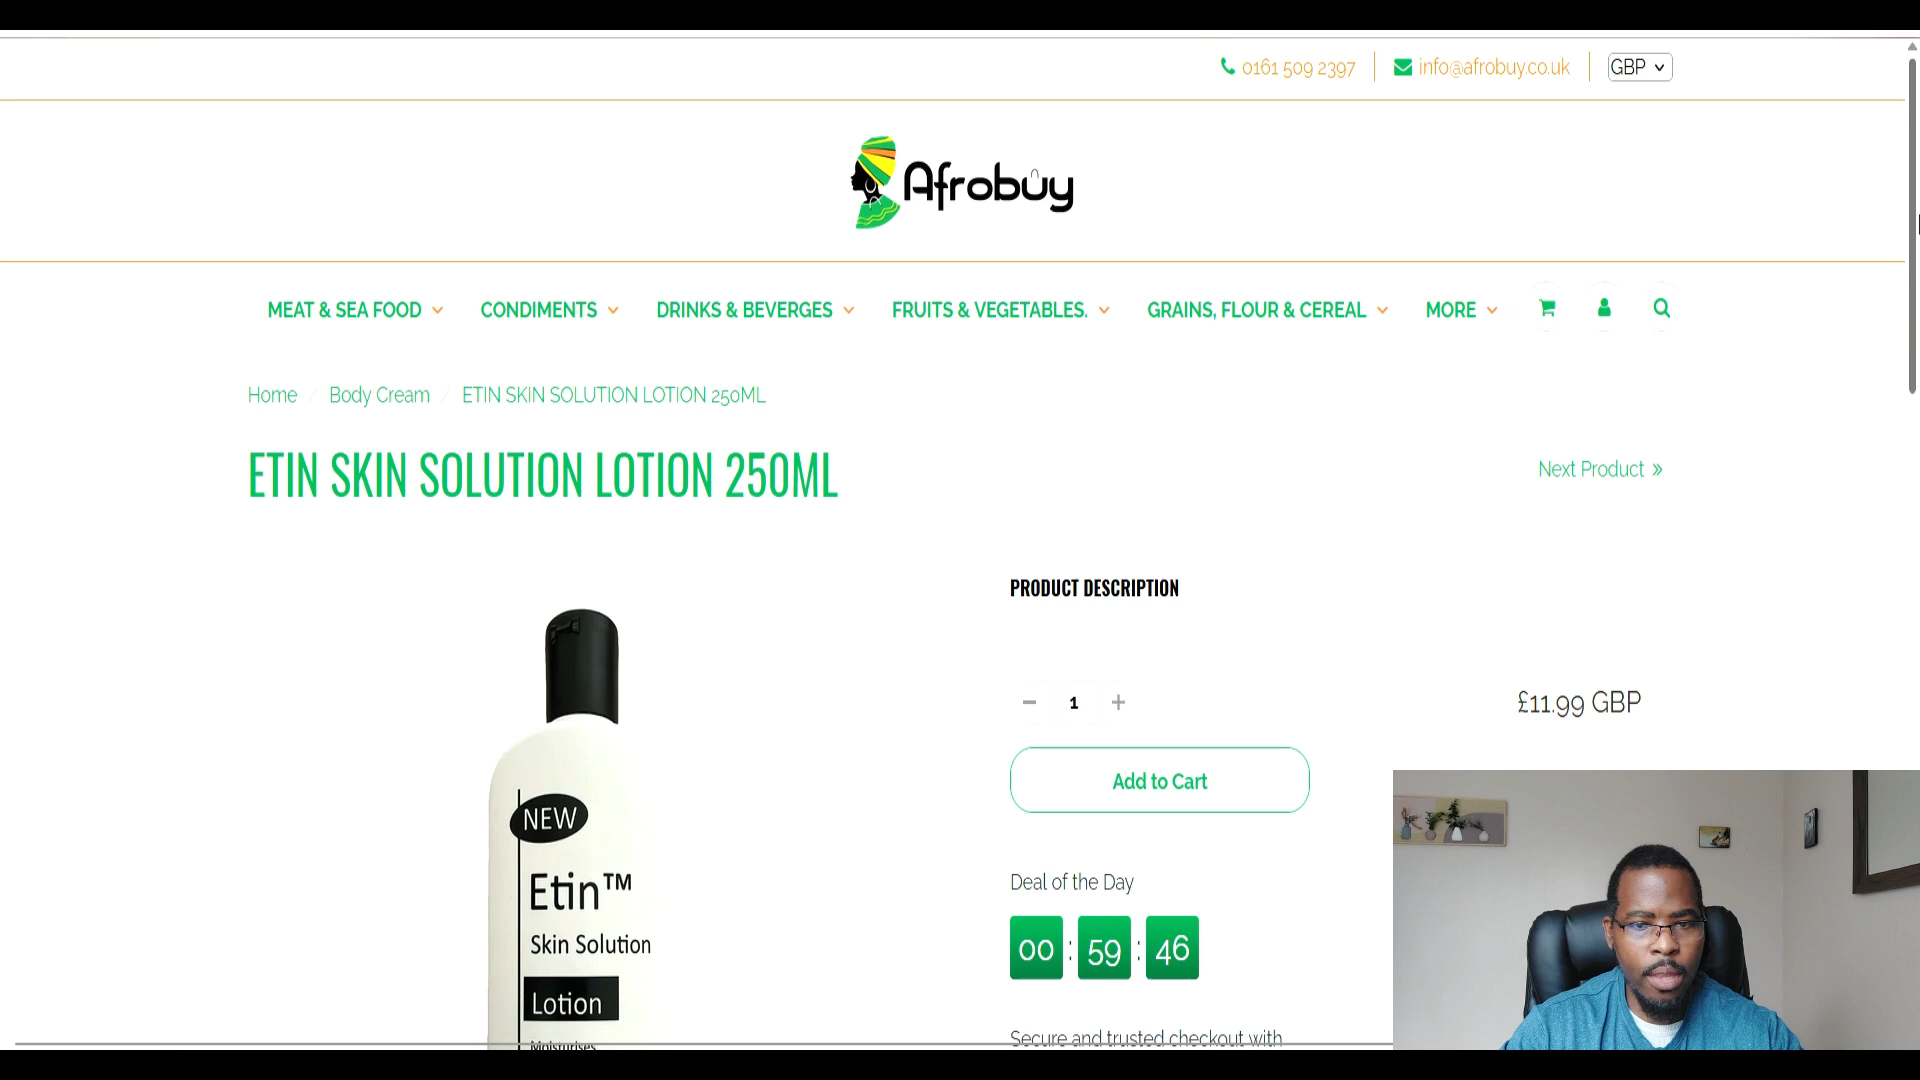 0161 509 2397 info@afrobuy.co.uk GBP
Afrobuy
MEAT & SEA FOOD CONDIMENTS DRINKS & BEVERGES FRUITS & VEGETABLES. GRAINS, FLOUR & CEREAL MORE
Home / Body Cream / ETIN SKIN SOLUTION LOTION 250ML
ETIN SKIN SOLUTION LOTION 250ML
Next Product »
PRODUCT DESCRIPTION
1
£11.99 GBP
Add to Cart
Deal of the Day
00 : 59 : 46
Secure and trusted checkout with
NEW
Etin™
Skin Solution
Lotion
Moisturises